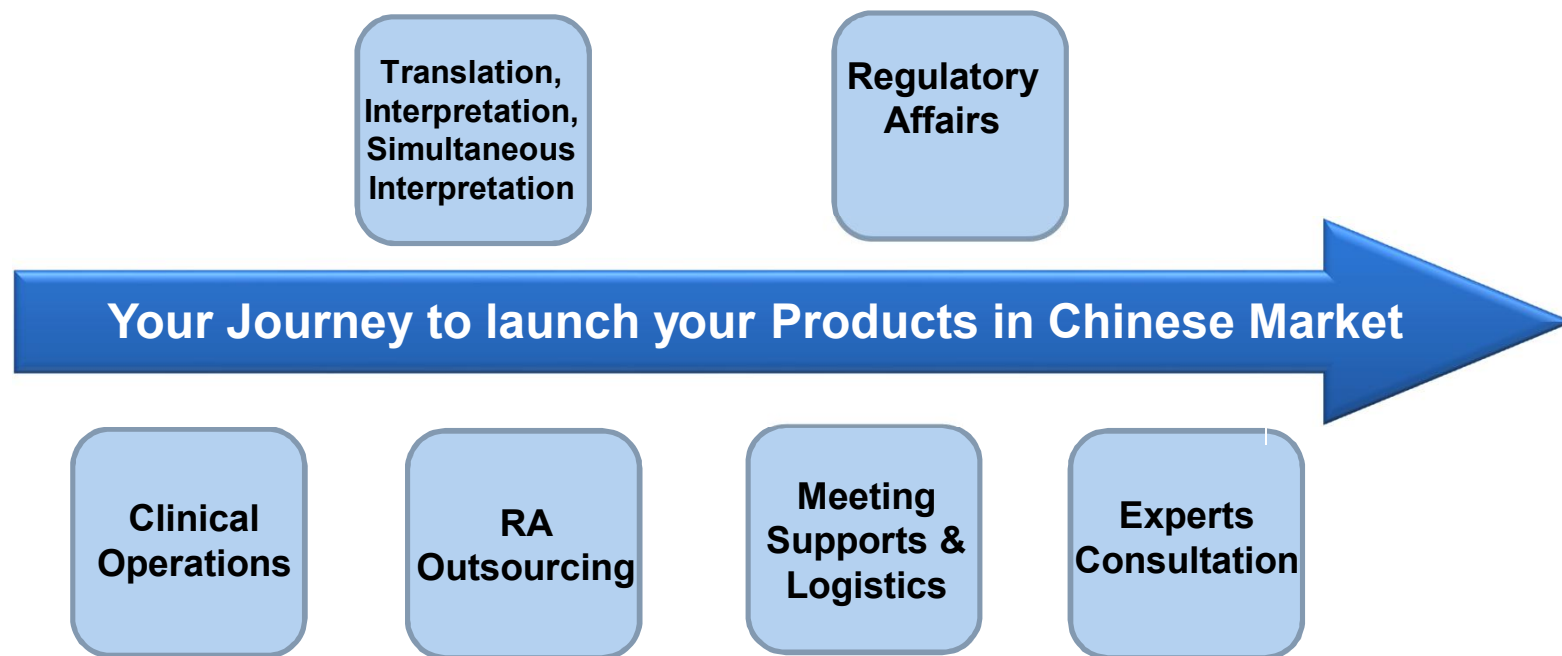 Translation,
Interpretation,
Simultaneous
Interpretation
Regulatory
Affairs
Your Journey to launch your Products in Chinese Market
Clinical
Operations
RA
Outsourcing
Meeting
Supports &
Logistics
Experts
Consultation